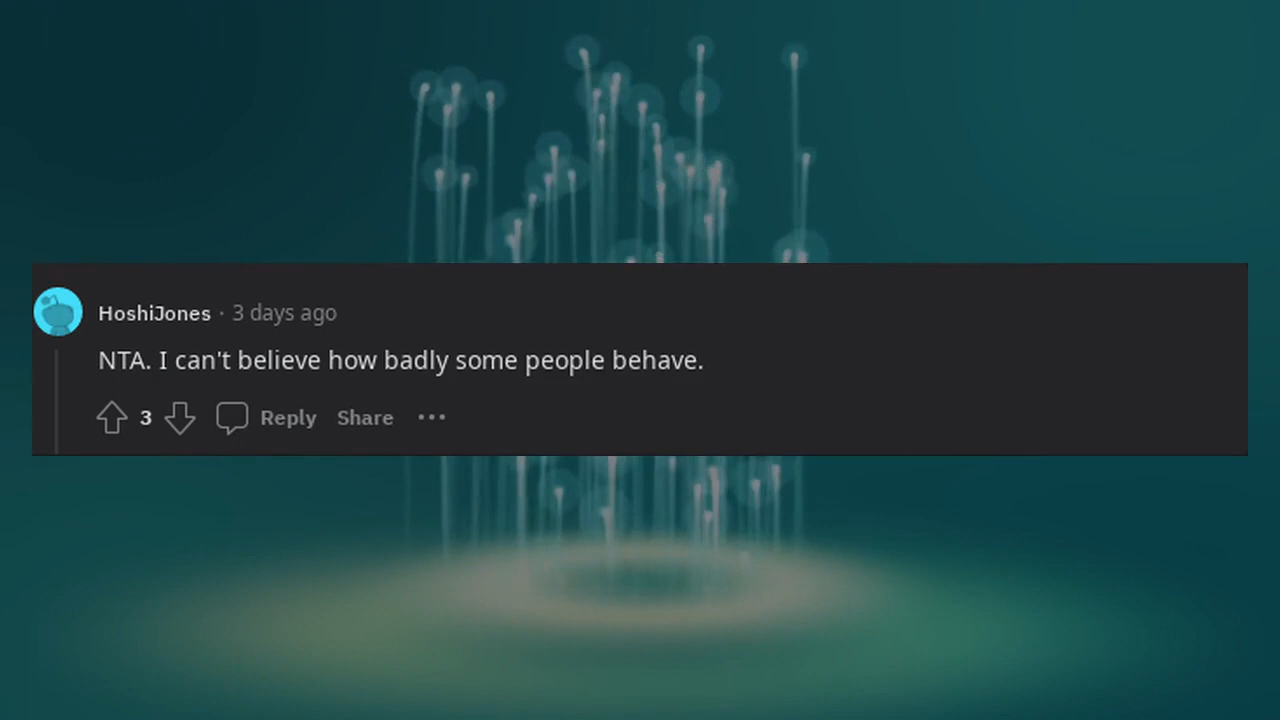 HoshiJones · 3 days ago
NTA. I can't believe how badly some people behave.
3 Reply Share ···